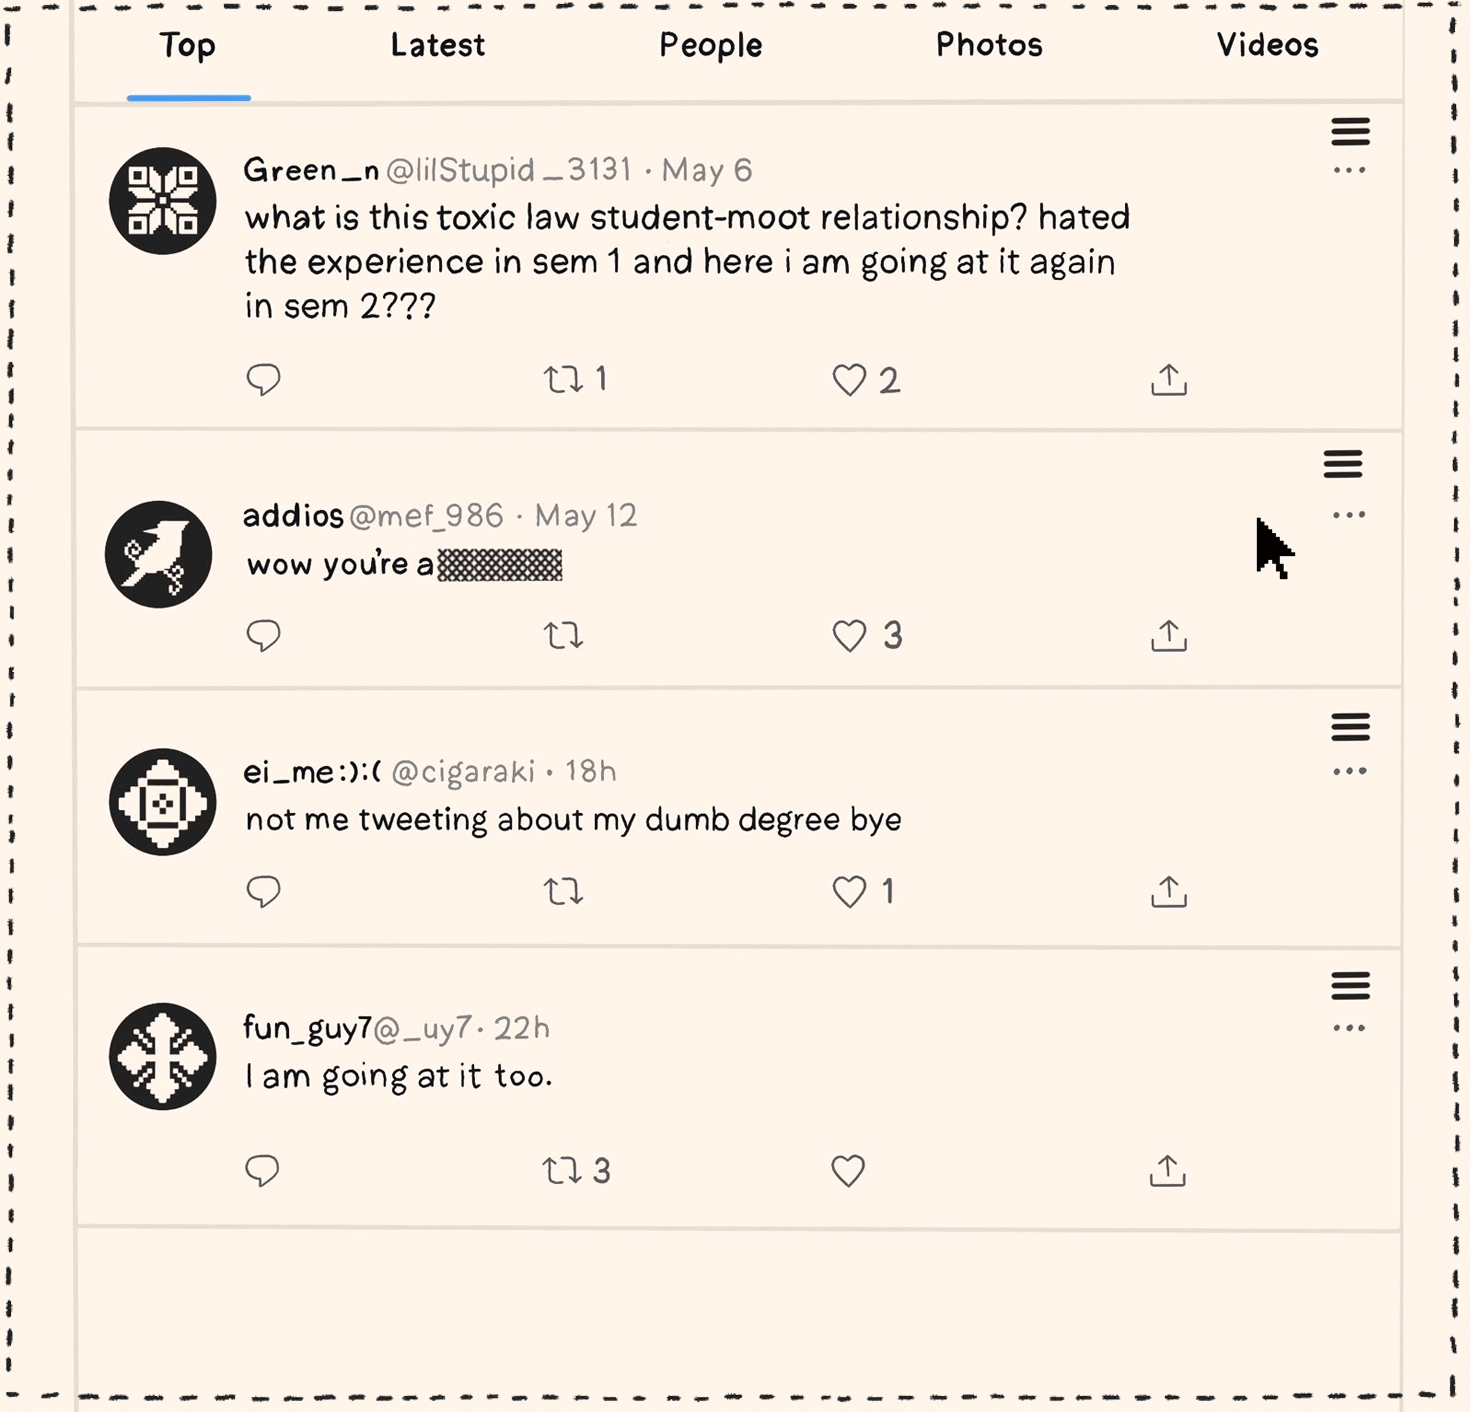 Top Latest People Photos Videos
Green_n @lilStupid_3131 · May 6
what is this toxic law student-moot relationship? hated
the experience in sem 1 and here i am going at it again
in sem 2???
1 2
addios @mef_986 · May 12
wow you're a
3
ei_me:):( @cigaraki · 18h
not me tweeting about my dumb degree bye
1
fun_guy7 @_uy7 · 22h
I am going at it too.
3